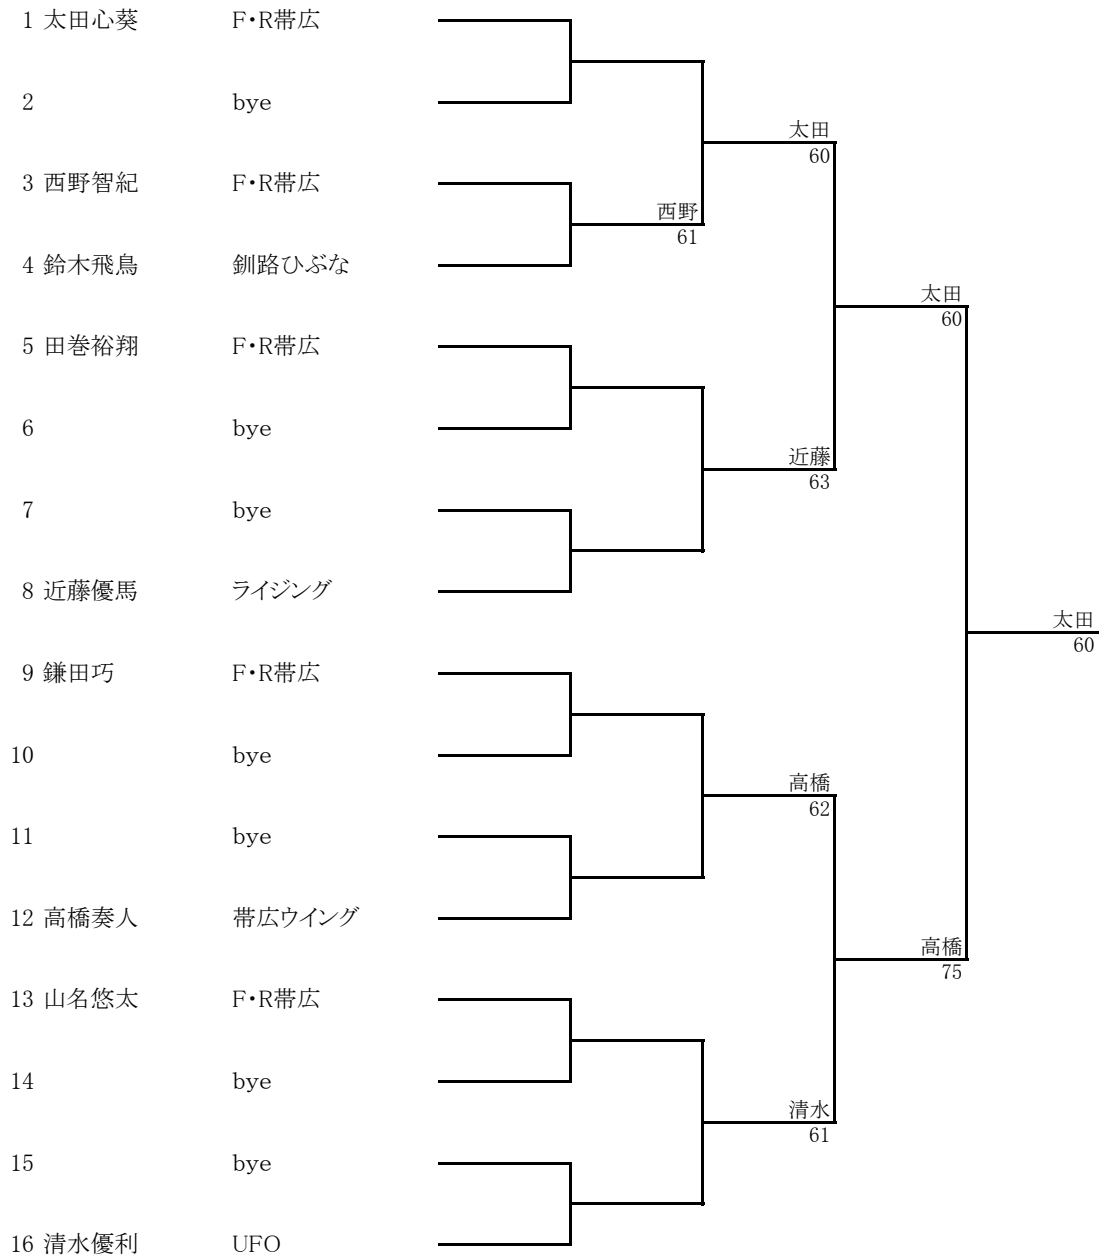 1 太田心葵 F・R帯広
2 bye
太田
60
3 西野智紀 F・R帯広
西野
61
4 鈴木飛鳥 釧路ひぶな
太田
60
5 田巻裕翔 F・R帯広
6 bye
近藤
63
7 bye
8 近藤優馬 ライジング
太田
60
9 鎌田巧 F・R帯広
10 bye
高橋
62
11 bye
12 高橋奏人 帯広ウイング
高橋
75
13 山名悠太 F・R帯広
14 bye
清水
61
15 bye
16 清水優利 UFO